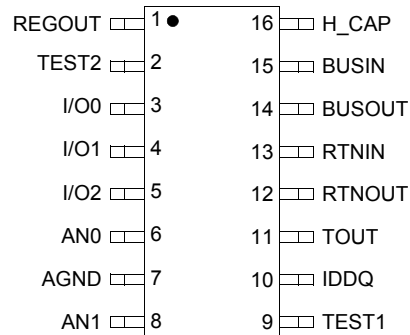 REGOUT 1 16 H_CAP
TEST2 2 15 BUSIN
I/O0 3 14 BUSOUT
I/O1 4 13 RTNIN
I/O2 5 12 RTNOUT
AN0 6 11 TOUT
AGND 7 10 IDDQ
AN1 8 9 TEST1